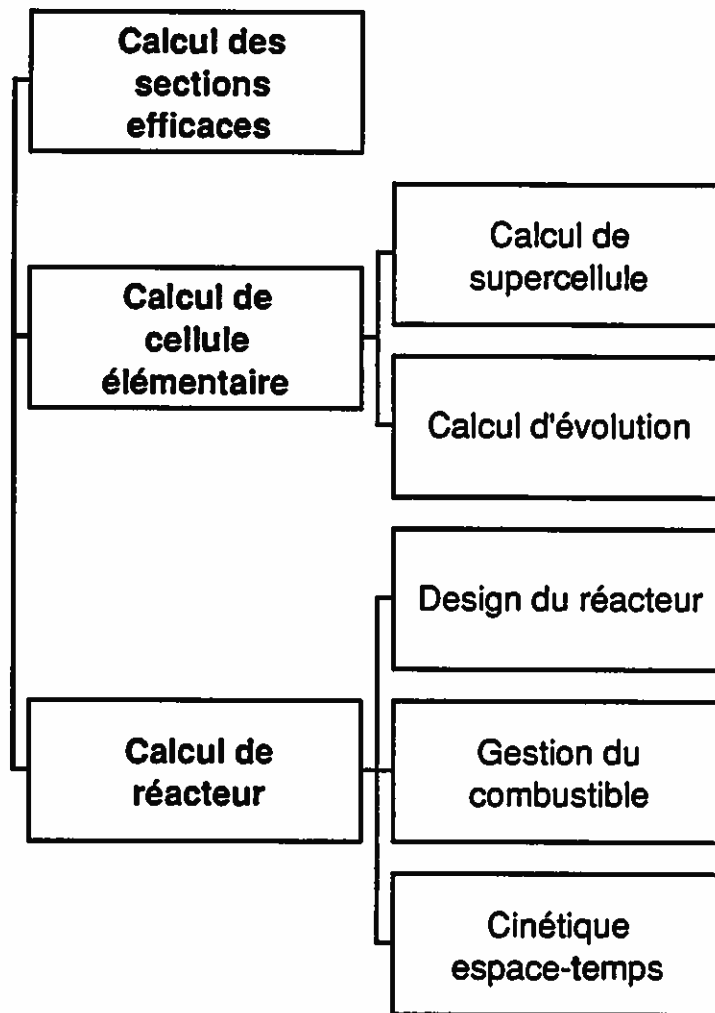 Calcul des
sections
efficaces
Calcul de
supercellule
Calcul de
cellule
élémentaire
Calcul d'évolution
Design du réacteur
Calcul de
réacteur
Gestion du
combustible
Cinétique
espace-temps